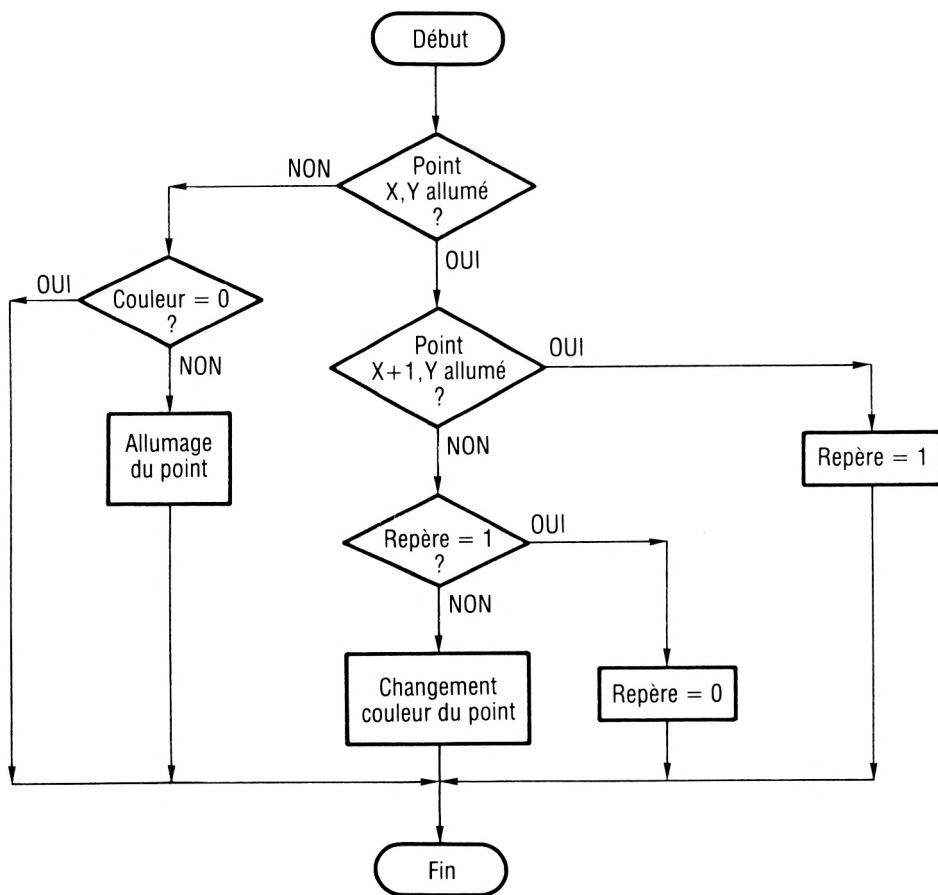 Début
Point
X,Y allumé
?
NON
OUI
Couleur = 0
?
OUI
NON
Point
X+1,Y allumé
?
OUI
NON
Allumage
du point
Repère = 1
Repère = 1
?
OUI
NON
Changement
couleur du point
Repère = 0
Fin